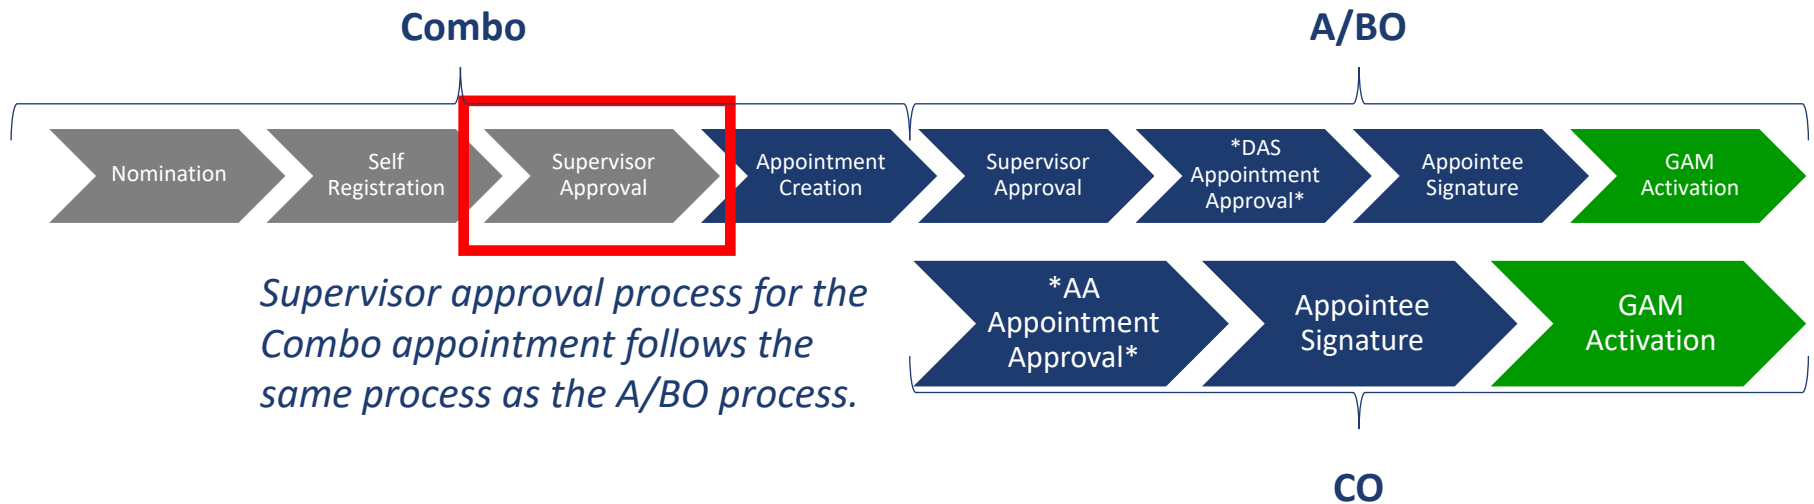 Combo
A/BO
Nomination
Self
Registration
Supervisor
Approval
Appointment
Creation
Supervisor
Approval
*DAS
Appointment
Approval*
Appointee
Signature
GAM
Activation
Supervisor approval process for the
Combo appointment follows the
same process as the A/BO process.
*AA
Appointment
Approval*
Appointee
Signature
GAM
Activation
CO